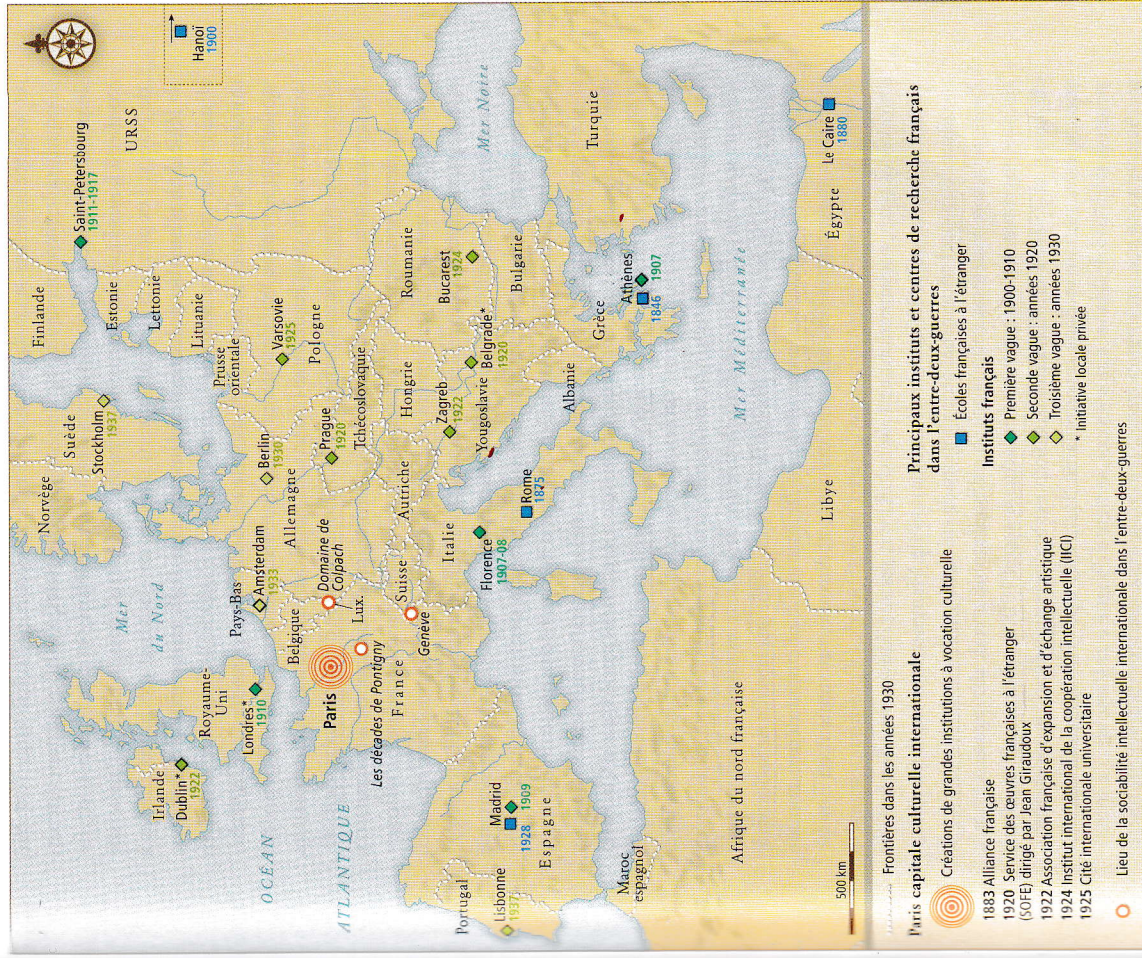 Hanoï
1900
Saint-Petersbourg
1911-1917
URSS
Finlande
Estonie
Lettonie
Lituanie
Prusse
orientale
Norvège
Suède
Stockholm
1937
Mer
du Nord
Varsovie
1925
Pologne
Berlin
1930
Allemagne
Prague
1920
Tchécoslovaquie
Pays-Bas
Amsterdam
1933
Belgique
Domaine de
Colpach
Lux.
Irlande
Dublin*
1922
Royaume-
Uni
Londres*
1910
Paris
Les décades de Pontigny
France
Suisse
Genève
Autriche
Hongrie
Roumanie
Bucarest
1924
Mer Noire
Zagreb
1922
Belgrade*
1920
Yougoslavie
Bulgarie
Italie
Florence
1907-08
Rome
1875
Albanie
Grèce
Athènes
1846
1907
Turquie
OCÉAN
ATLANTIQUE
Portugal
Lisbonne
1937
Madrid
1928
1909
Espagne
Maroc
espagnol
Afrique du nord française
Mer Méditerranée
Libye
Égypte
Le Caire
1880
500 km
Frontières dans les années 1930
Paris capitale culturelle internationale
Créations de grandes institutions à vocation culturelle
1883 Alliance française
1920 Service des œuvres françaises à l'étranger
(SOFE) dirigé par Jean Giraudoux
1922 Association française d'expansion et d'échange artistique
1924 Institut international de la coopération intellectuelle (IICI)
1925 Cité internationale universitaire
Lieu de la sociabilité intellectuelle internationale dans l'entre-deux-guerres
Principaux instituts et centres de recherche français
dans l'entre-deux-guerres
Écoles françaises à l'étranger
Instituts français
Première vague : 1900-1910
Seconde vague : années 1920
Troisième vague : années 1930
* Initiative locale privée